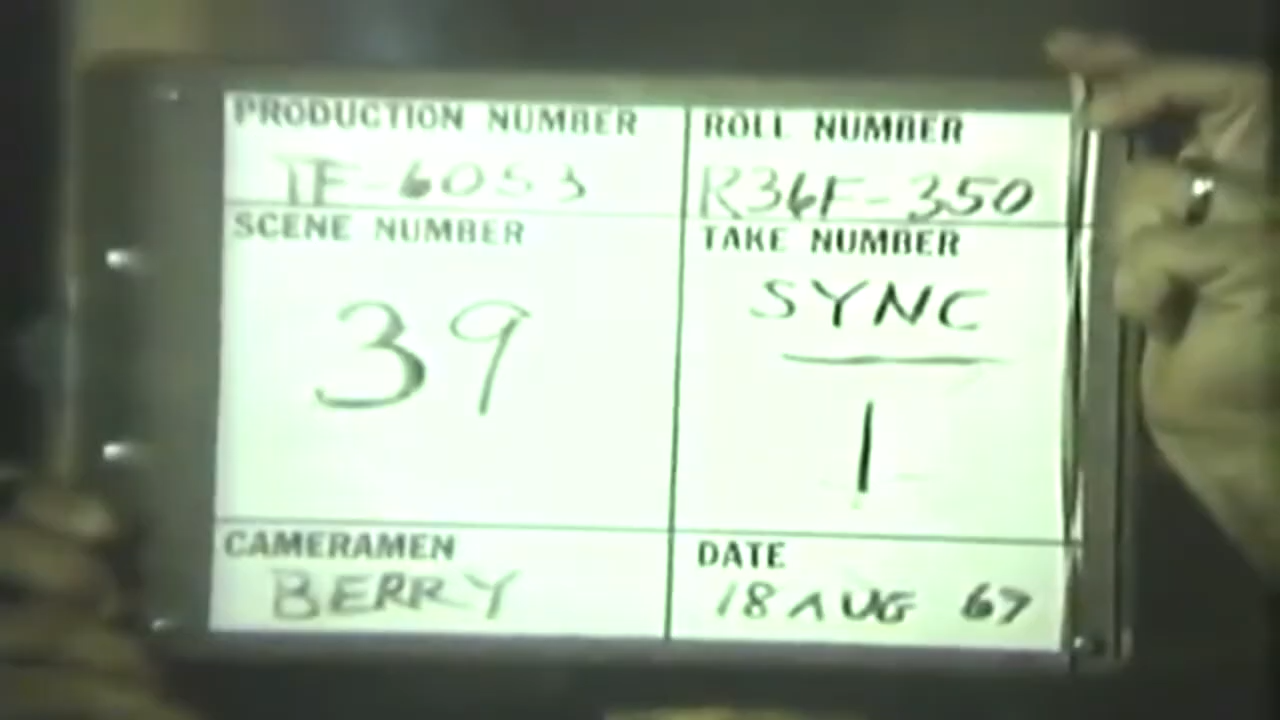 PRODUCTION NUMBER
TF-6053
ROLL NUMBER
R36F-350
SCENE NUMBER
39
TAKE NUMBER
SYNC
1
CAMERAMEN
BERRY
DATE
18 AUG 67